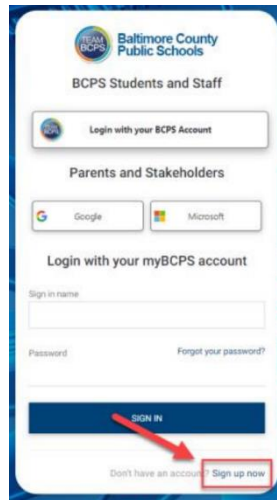 TEAM
BCPS
Baltimore County
Public Schools
BCPS Students and Staff
Login with your BCPS Account
Parents and Stakeholders
Google
Microsoft
Login with your myBCPS account
Sign in name
Password
Forgot your password?
SIGN IN
Don't have an account? Sign up now